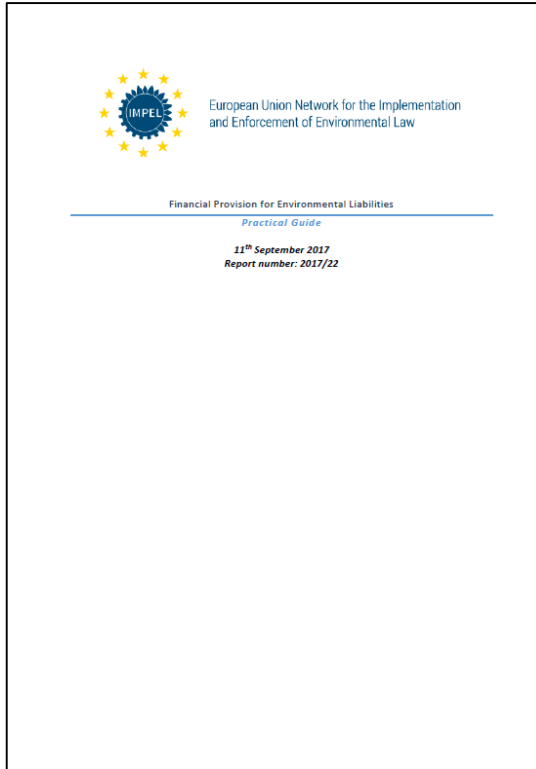 IMPEL
European Union Network for the Implementation
and Enforcement of Environmental Law
Financial Provision for Environmental Liabilities
Practical Guide
11th September 2017
Report number: 2017/22